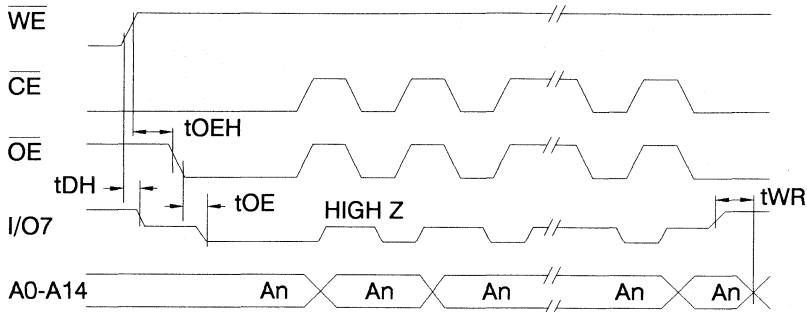 WE
CE
tOEH
OE
tDH
tOE
HIGH Z
tWR
I/O7
A0-A14 An An An An An